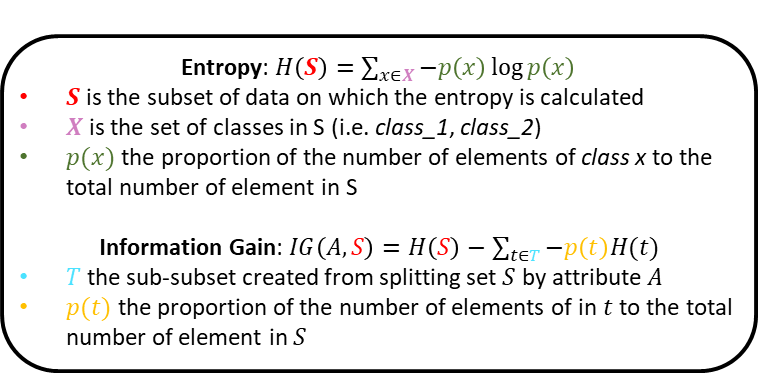 Entropy: H(S) = ∑x∈X −p(x) log p(x)
• S is the subset of data on which the entropy is calculated
• X is the set of classes in S (i.e. class_1, class_2)
• p(x) the proportion of the number of elements of class x to the
total number of element in S
Information Gain: IG(A, S) = H(S) − ∑t∈T −p(t)H(t)
• T the sub-subset created from splitting set S by attribute A
• p(t) the proportion of the number of elements of in t to the total
number of element in S